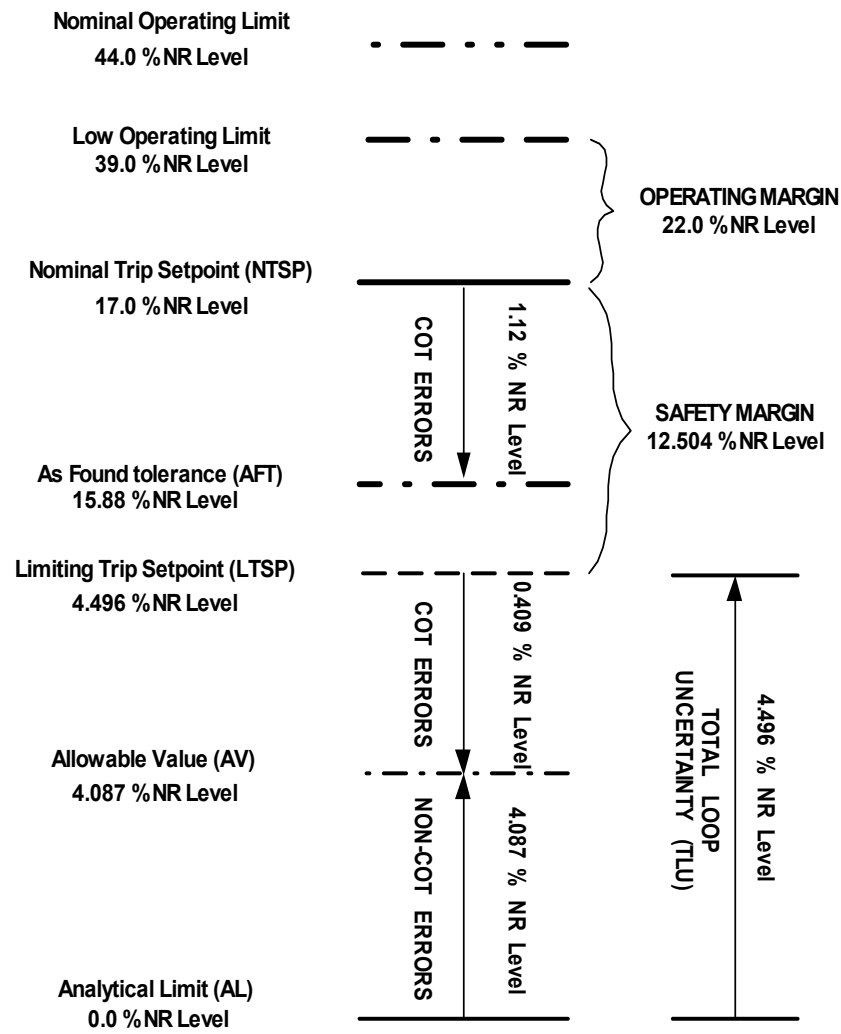 Nominal Operating Limit
44.0 %NR Level
Low Operating Limit
39.0 %NR Level
OPERATING MARGIN
22.0 %NR Level
Nominal Trip Setpoint (NTSP)
17.0 %NR Level
COT ERRORS
1.12 % NR Level
SAFETY MARGIN
12.504 %NR Level
As Found tolerance (AFT)
15.88 %NR Level
Limiting Trip Setpoint (LTSP)
4.496 %NR Level
COT ERRORS
0.409 % NR Level
TOTAL LOOP
UNCERTAINTY (TLU)
4.496 % NR Level
Allowable Value (AV)
4.087 %NR Level
NON-COT ERRORS
4.087 % NR Level
Analytical Limit (AL)
0.0 %NR Level